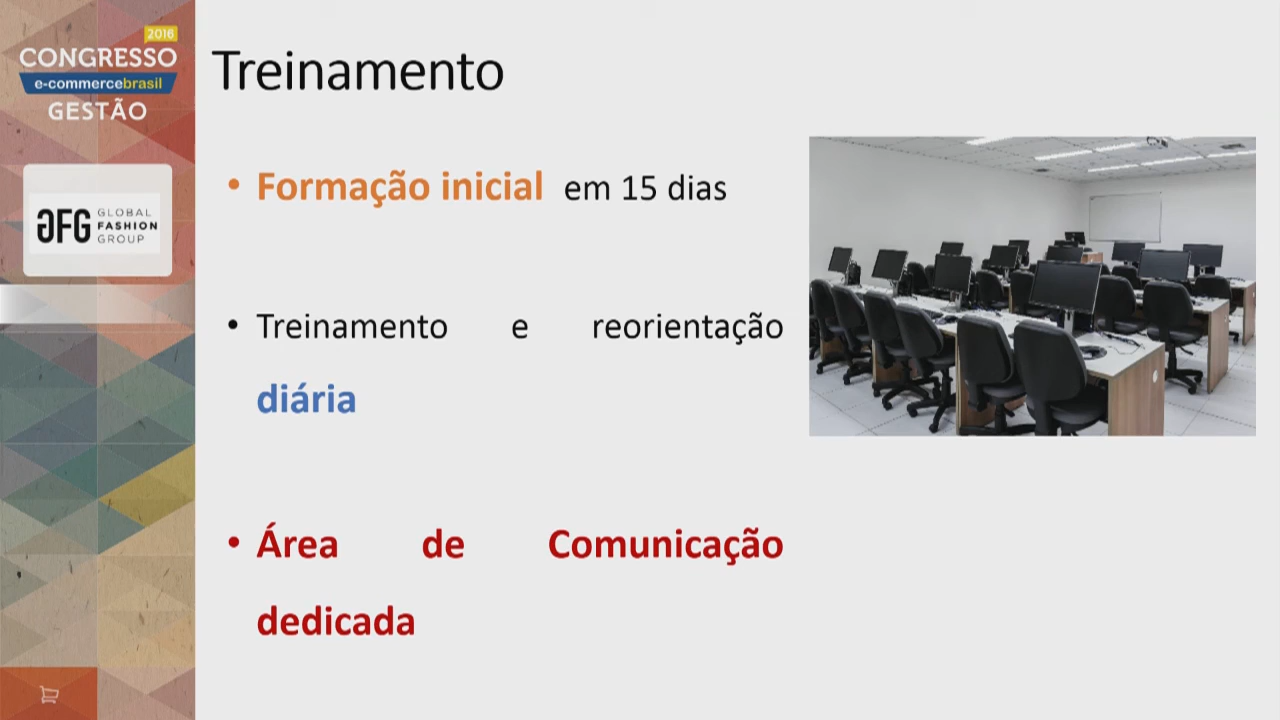 2016
CONGRESSO
e-commercebrasil
GESTÃO
GFG GLOBAL
FASHION
GROUP
Treinamento
• Formação inicial em 15 dias
• Treinamento e reorientação
diária
• Área de Comunicação
dedicada